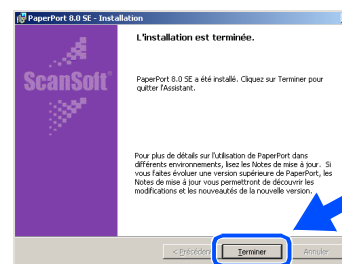 PaperPort 8.0 SE - Installation
L'installation est terminée.
ScanSoft®
PaperPort 8.0 SE a été installé. Cliquez sur Terminer pour
quitter l'Assistant.
Pour plus de détails sur l'utilisation de PaperPort dans
différents environnements, lisez les Notes de mise à jour. Si
vous faites évoluer une version supérieure de PaperPort, les
Notes de mise à jour vous permettront de découvrir les
modifications et les nouveautés de la nouvelle version.
< Précédent
Terminer
Annuler